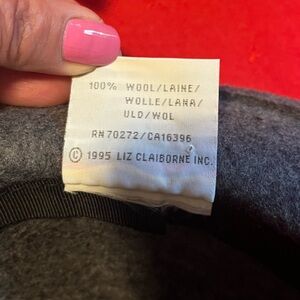 100% WOOL/LAINE/
WOLLE/LANA/
ULD/WOL
RN 70272/CA16396
© 1995 LIZ CLAIBORNE INC.